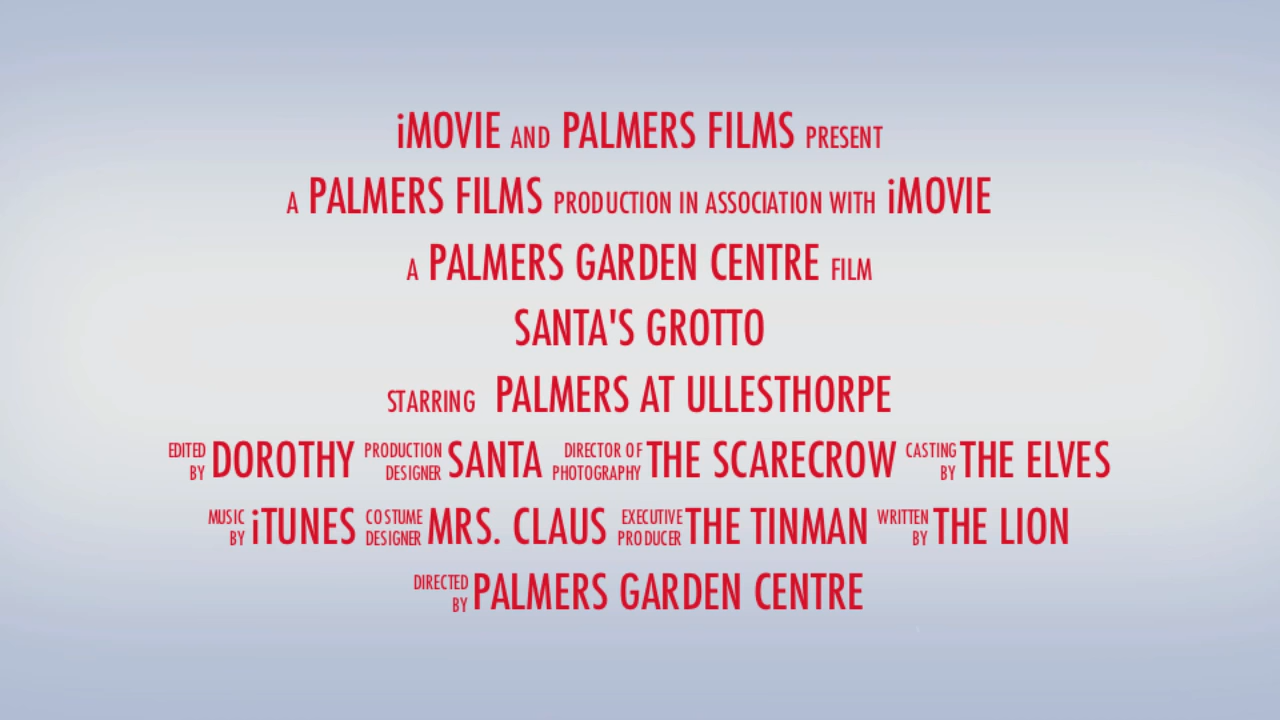 iMOVIE AND PALMERS FILMS PRESENT
A PALMERS FILMS PRODUCTION IN ASSOCIATION WITH iMOVIE
A PALMERS GARDEN CENTRE FILM
SANTA'S GROTTO
STARRING PALMERS AT ULLESTHORPE
EDITED BY DOROTHY PRODUCTION DESIGNER SANTA DIRECTOR OF PHOTOGRAPHY THE SCARECROW CASTING BY THE ELVES
MUSIC BY iTUNES COSTUME DESIGNER MRS. CLAUS EXECUTIVE PRODUCER THE TINMAN WRITTEN BY THE LION
DIRECTED BY PALMERS GARDEN CENTRE